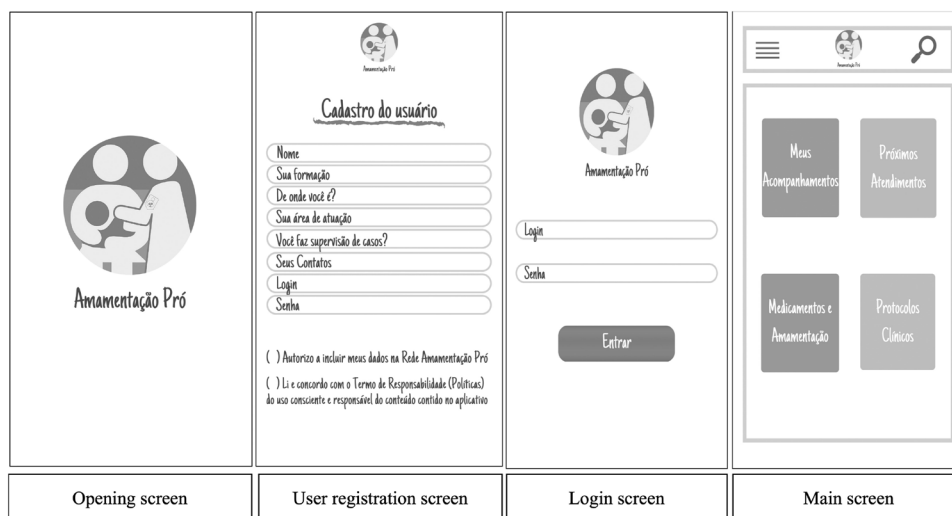 Amamentação Pró
Opening screen
Amamentação Pró
Cadastro do usuário
Nome
Sua Formação
De onde você é?
Sua área de atuação
Você faz supervisão de casos?
Seus Contatos
Login
Senha
( ) Autorizo a incluir meus dados na Rede Amamentação Pró
( ) Li e concordo com o Termo de Responsabilidade (Políticas)
do uso consciente e responsável do conteúdo contido no aplicativo
User registration screen
Amamentação Pró
Login
Senha
Entrar
Login screen
Amamentação Pró
Meus
Acompanhamentos
Próximos
Atendimentos
Medicamentos e
Amamentação
Protocolos
Clínicos
Main screen